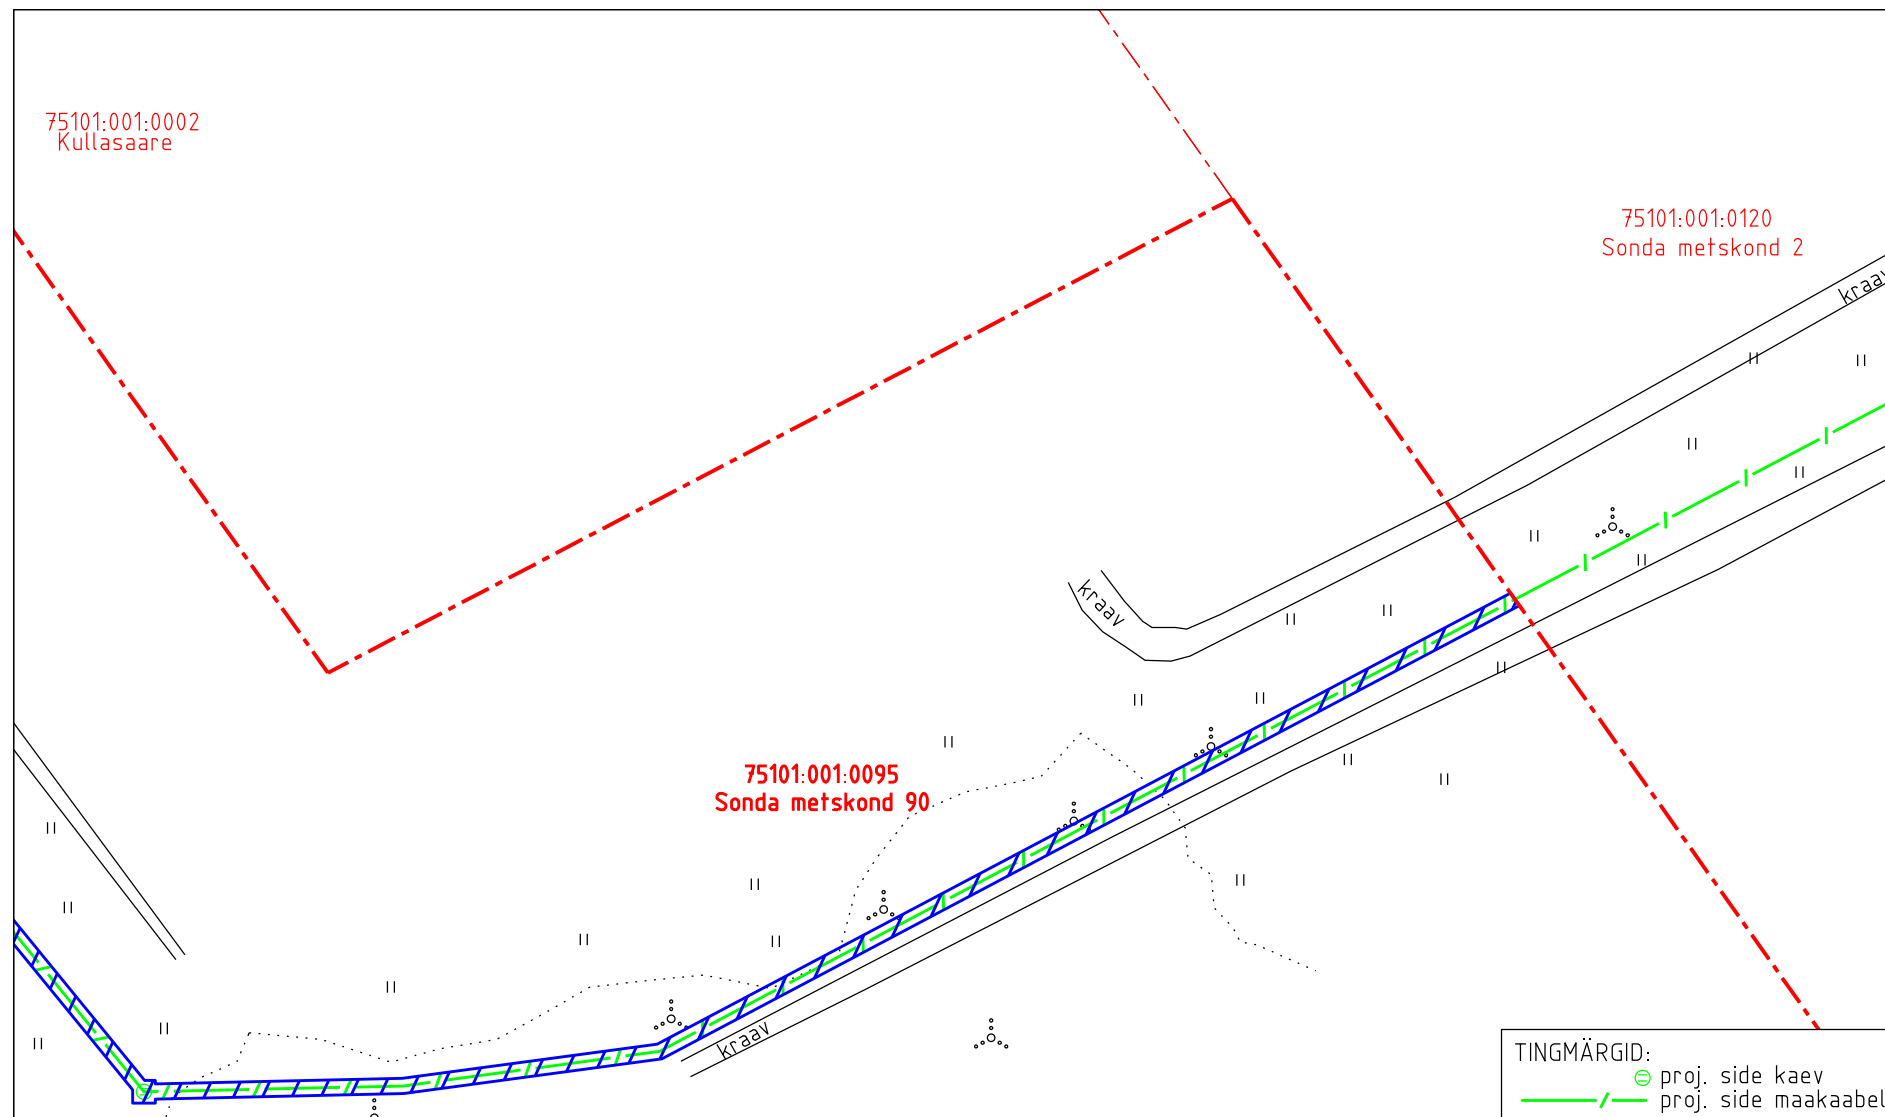 75101:001:0002
Kullasaare
75101:001:0120
Sonda metskond 2
kraav
kraav
75101:001:0095
Sonda metskond 90
kraav
TINGMÄRGID:
proj. side kaev
proj. side maakaabel